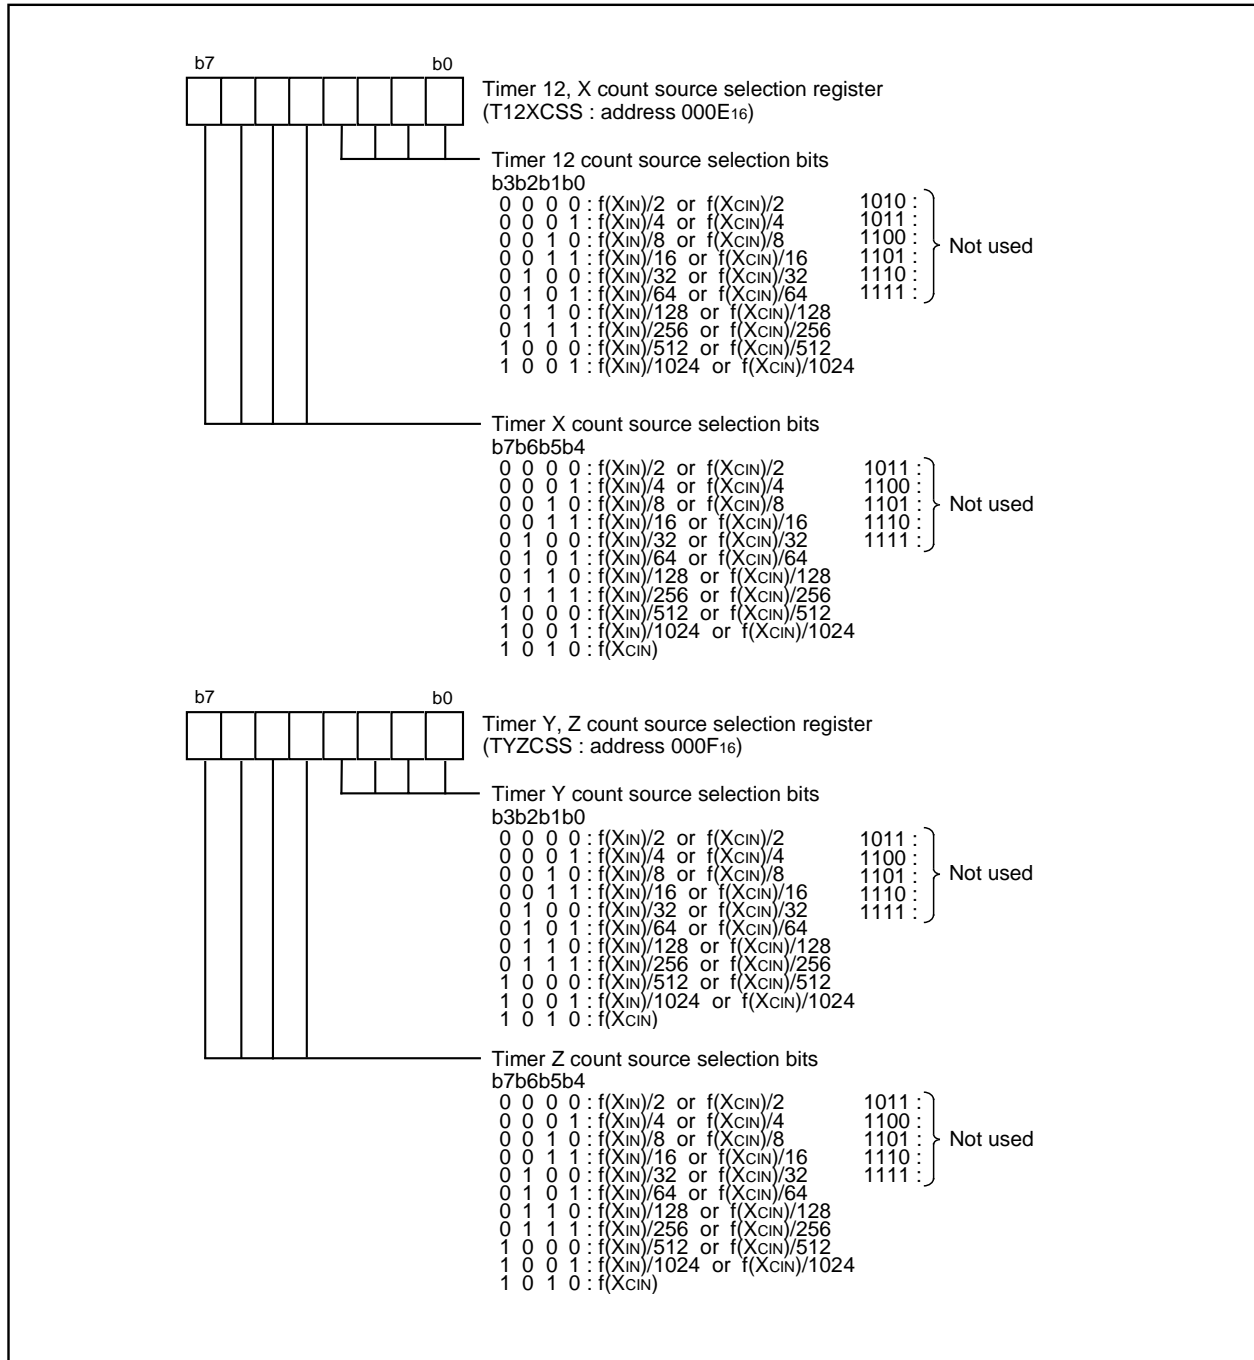 b7 b0
Timer 12, X count source selection register
(T12XCSS : address 000E16)
Timer 12 count source selection bits
b3b2b1b0
0 0 0 0 : f(XIN)/2 or f(XCIN)/2 1010 :
0 0 0 1 : f(XIN)/4 or f(XCIN)/4 1011 :
0 0 1 0 : f(XIN)/8 or f(XCIN)/8 1100 : Not used
0 0 1 1 : f(XIN)/16 or f(XCIN)/16 1101 :
0 1 0 0 : f(XIN)/32 or f(XCIN)/32 1110 :
0 1 0 1 : f(XIN)/64 or f(XCIN)/64 1111 :
0 1 1 0 : f(XIN)/128 or f(XCIN)/128
0 1 1 1 : f(XIN)/256 or f(XCIN)/256
1 0 0 0 : f(XIN)/512 or f(XCIN)/512
1 0 0 1 : f(XIN)/1024 or f(XCIN)/1024
Timer X count source selection bits
b7b6b5b4
0 0 0 0 : f(XIN)/2 or f(XCIN)/2 1011 :
0 0 0 1 : f(XIN)/4 or f(XCIN)/4 1100 :
0 0 1 0 : f(XIN)/8 or f(XCIN)/8 1101 : Not used
0 0 1 1 : f(XIN)/16 or f(XCIN)/16 1110 :
0 1 0 0 : f(XIN)/32 or f(XCIN)/32 1111 :
0 1 0 1 : f(XIN)/64 or f(XCIN)/64
0 1 1 0 : f(XIN)/128 or f(XCIN)/128
0 1 1 1 : f(XIN)/256 or f(XCIN)/256
1 0 0 0 : f(XIN)/512 or f(XCIN)/512
1 0 0 1 : f(XIN)/1024 or f(XCIN)/1024
1 0 1 0 : f(XCIN)
b7 b0
Timer Y, Z count source selection register
(TYZCSS : address 000F16)
Timer Y count source selection bits
b3b2b1b0
0 0 0 0 : f(XIN)/2 or f(XCIN)/2 1011 :
0 0 0 1 : f(XIN)/4 or f(XCIN)/4 1100 :
0 0 1 0 : f(XIN)/8 or f(XCIN)/8 1101 : Not used
0 0 1 1 : f(XIN)/16 or f(XCIN)/16 1110 :
0 1 0 0 : f(XIN)/32 or f(XCIN)/32 1111 :
0 1 0 1 : f(XIN)/64 or f(XCIN)/64
0 1 1 0 : f(XIN)/128 or f(XCIN)/128
0 1 1 1 : f(XIN)/256 or f(XCIN)/256
1 0 0 0 : f(XIN)/512 or f(XCIN)/512
1 0 0 1 : f(XIN)/1024 or f(XCIN)/1024
1 0 1 0 : f(XCIN)
Timer Z count source selection bits
b7b6b5b4
0 0 0 0 : f(XIN)/2 or f(XCIN)/2 1011 :
0 0 0 1 : f(XIN)/4 or f(XCIN)/4 1100 :
0 0 1 0 : f(XIN)/8 or f(XCIN)/8 1101 : Not used
0 0 1 1 : f(XIN)/16 or f(XCIN)/16 1110 :
0 1 0 0 : f(XIN)/32 or f(XCIN)/32 1111 :
0 1 0 1 : f(XIN)/64 or f(XCIN)/64
0 1 1 0 : f(XIN)/128 or f(XCIN)/128
0 1 1 1 : f(XIN)/256 or f(XCIN)/256
1 0 0 0 : f(XIN)/512 or f(XCIN)/512
1 0 0 1 : f(XIN)/1024 or f(XCIN)/1024
1 0 1 0 : f(XCIN)